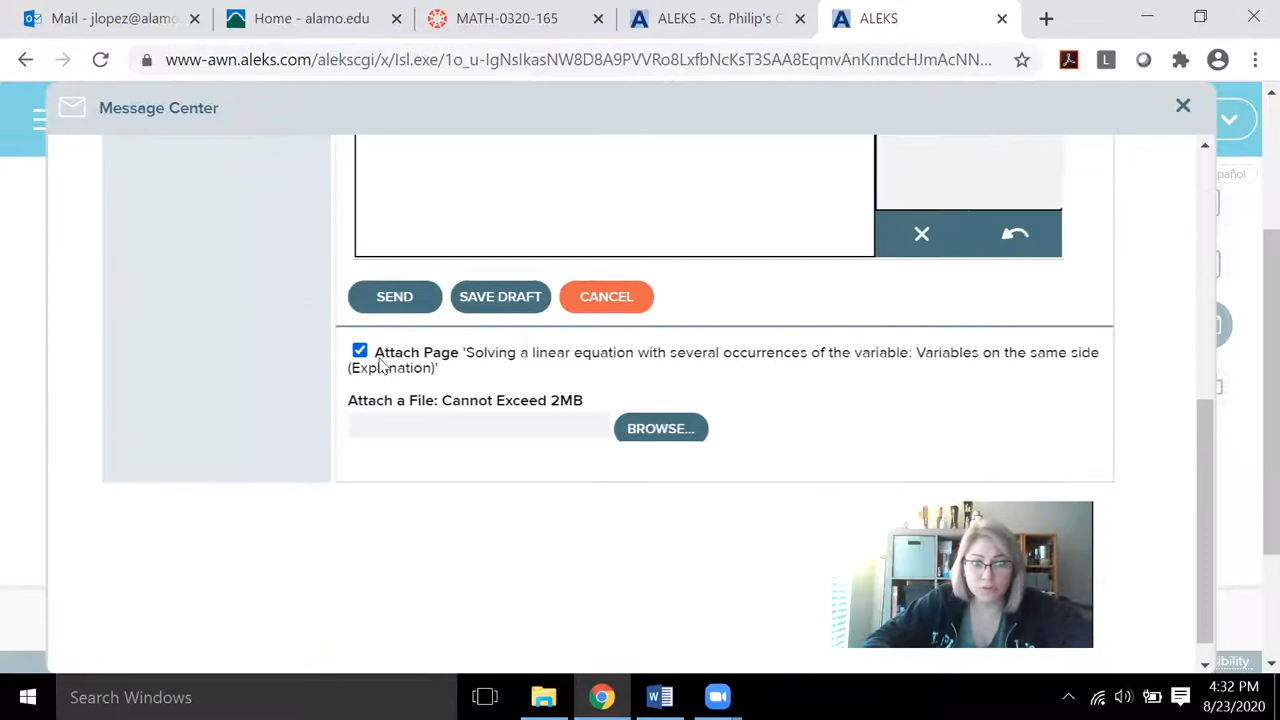 Mail - jlopez@alamo
Home - alamo.edu
MATH-0320-165
ALEKS - St. Philip's C
ALEKS
www-awn.aleks.com/alekscgi/x/Isl.exe/1o_u-IgNsIkasNW8D8A9PVVRo8LxfbNcKsT3SAA8EqmvAnKnndcHJmAcNN...
Message Center
pañol
SEND
SAVE DRAFT
CANCEL
Attach Page 'Solving a linear equation with several occurrences of the variable: Variables on the same side
(Explanation)'
Attach a File: Cannot Exceed 2MB
BROWSE...
ibility
Search Windows
4:32 PM
8/23/2020